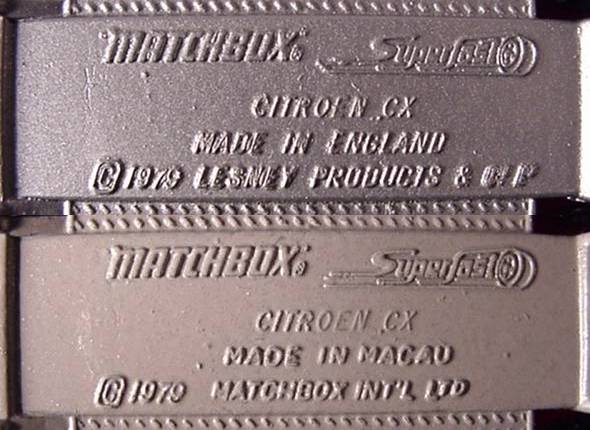 "MATCHBOX"® Superfast
CITROEN CX
MADE IN ENGLAND
© 1979 LESNEY PRODUCTS & Cº Lº
"MATCHBOX"® Superfast
CITROEN CX
MADE IN MACAU
© 1979 MATCHBOX INT'L LTD